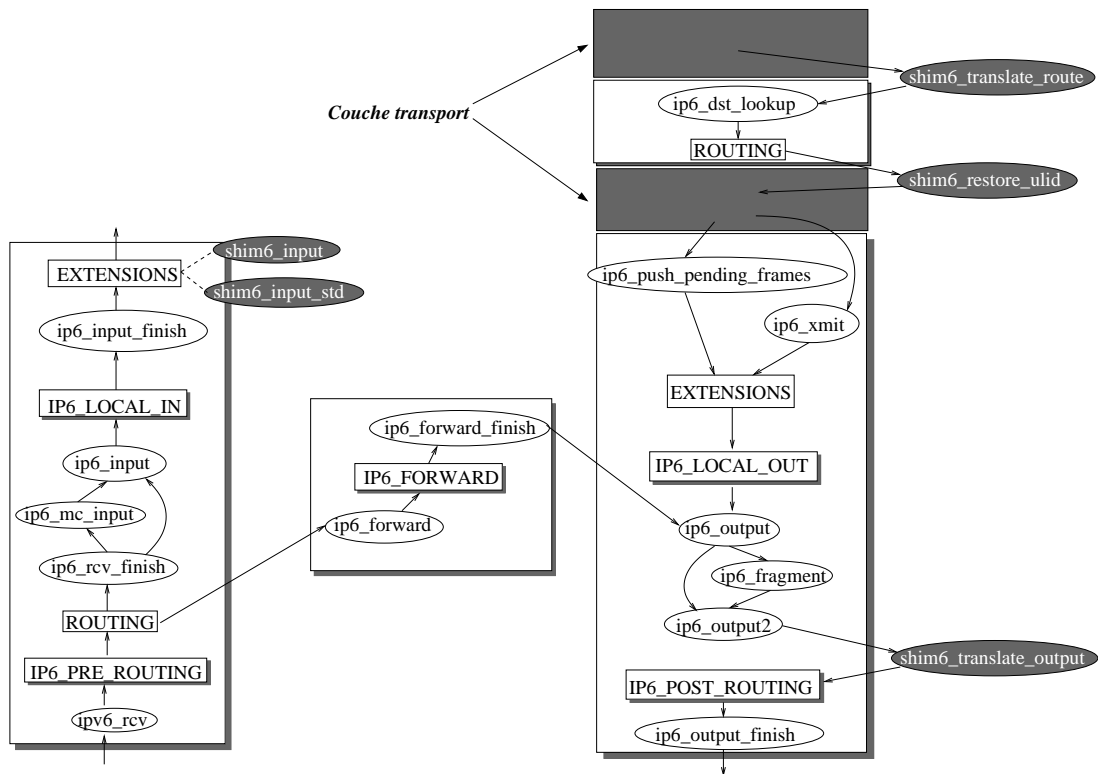 shim6_translate_route
ip6_dst_lookup
Couche transport
ROUTING
shim6_restore_ulid
shim6_input
EXTENSIONS
ip6_push_pending_frames
shim6_input_std
ip6_input_finish
ip6_xmit
EXTENSIONS
IP6_LOCAL_IN
ip6_forward_finish
ip6_input
IP6_LOCAL_OUT
IP6_FORWARD
ip6_mc_input
ip6_forward
ip6_output
ip6_rcv_finish
ip6_fragment
ROUTING
ip6_output2
shim6_translate_output
IP6_PRE_ROUTING
IP6_POST_ROUTING
ipv6_rcv
ip6_output_finish